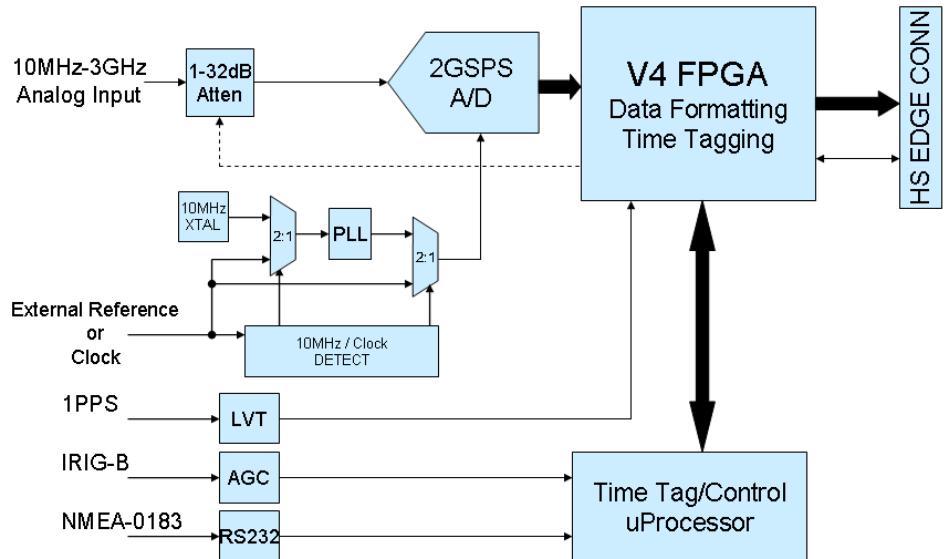 10MHz-3GHz
Analog Input
1-32dB
Atten
2GSPS
A/D
V4 FPGA
Data Formatting
Time Tagging
HS EDGE CONN
10MHz
XTAL
2:1
PLL
2:1
External Reference
or
Clock
10MHz / Clock
DETECT
1PPS
LVT
IRIG-B
AGC
NMEA-0183
RS232
Time Tag/Control
uProcessor